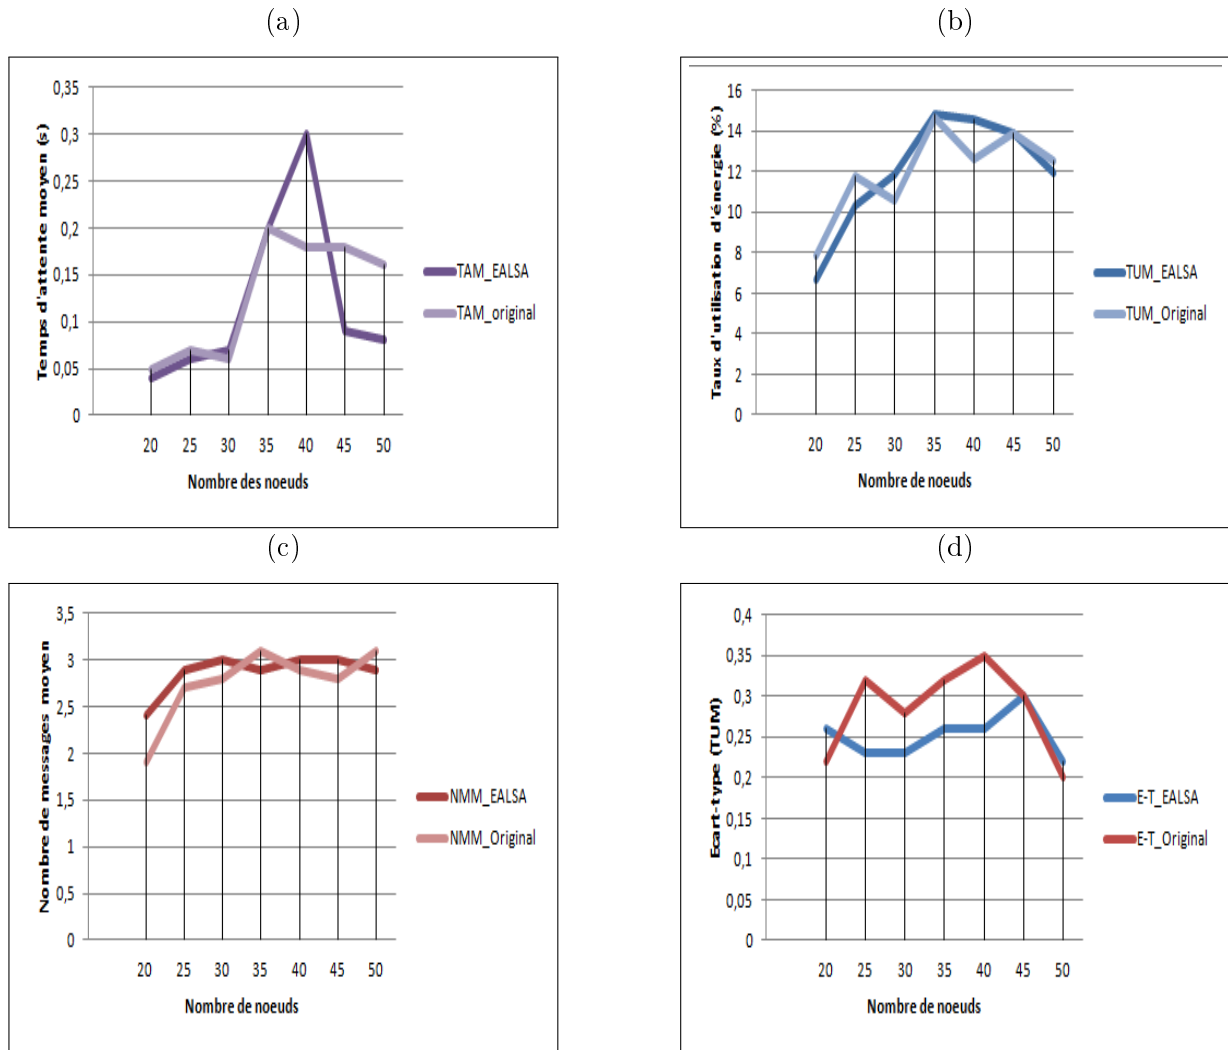 (a)
0,35
0,3
0,25
0,2
0,15
0,1
0,05
0
Temps d'attente moyen (s)
20 25 30 35 40 45 50
Nombre des noeuds
TAM_EALSA
TAM_original
(b)
16
14
12
10
8
6
4
2
0
Taux d'utilisation d'énergie (%)
20 25 30 35 40 45 50
Nombre de noeuds
TUM_EALSA
TUM_Original
(c)
3,5
3
2,5
2
1,5
1
0,5
0
Nombre de messages moyen
20 25 30 35 40 45 50
Nombre de noeuds
NMM_EALSA
NMM_Original
(d)
0,4
0,35
0,3
0,25
0,2
0,15
0,1
0,05
0
Ecart-type (TUM)
20 25 30 35 40 45 50
Nombre de noeuds
E-T_EALSA
E-T_Original